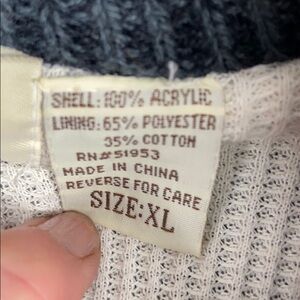 SHELL: 100% ACRYLIC
LINING: 65% POLYESTER
35% COTTON
RN#51953
MADE IN CHINA
REVERSE FOR CARE
SIZE:XL